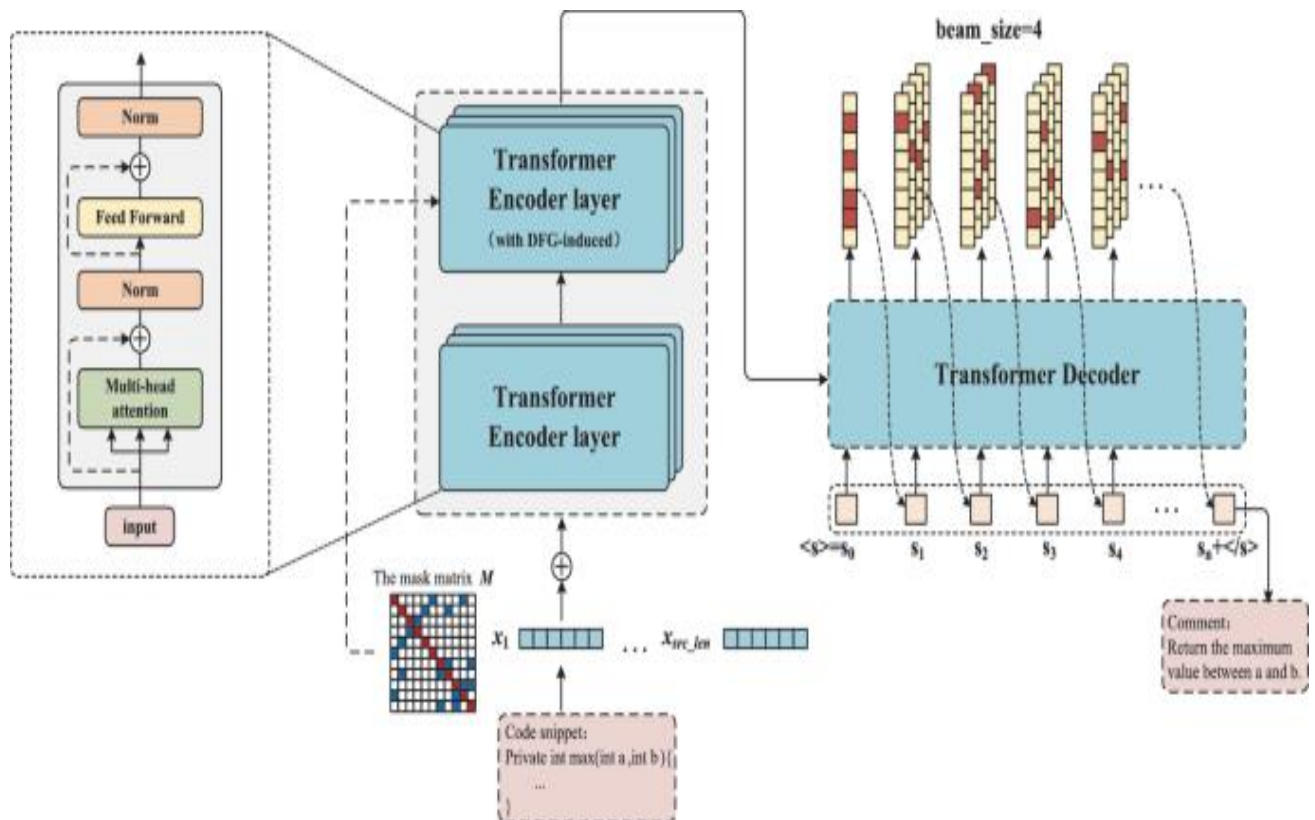 beam_size=4
Norm
+
Feed Forward
Norm
+
Multi-head
attention
input
Transformer
Encoder layer
(with DFG-induced)
Transformer
Encoder layer
+
The mask matrix M
x1
...
xsrc_len
Code snippet:
Private int max(int a ,int b ){
...
}
...
Transformer Decoder
...
<s>=s0
s1
s2
s3
s4
sn+</s>
Comment:
Return the maximum
value between a and b.